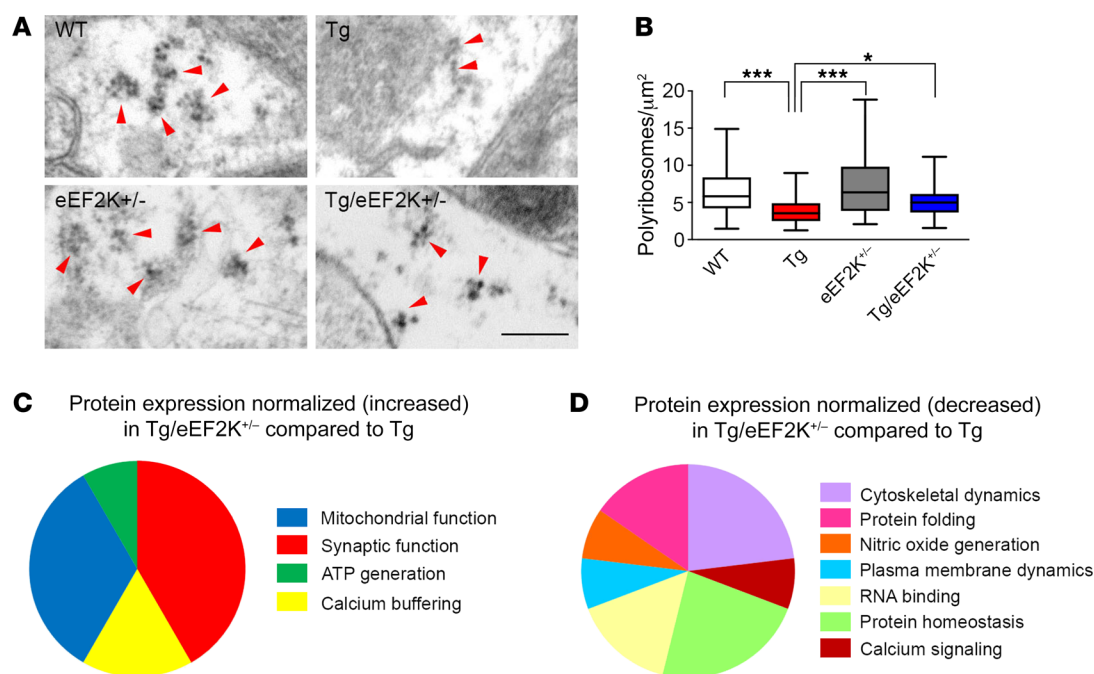 A
WT
Tg
eEF2K+/-
Tg/eEF2K+/-
B
***
***
*
Polyribosomes/μm2
20
15
10
5
0
WT
Tg
eEF2K+/–
Tg/eEF2K+/–
C
Protein expression normalized (increased)
in Tg/eEF2K+/– compared to Tg
Mitochondrial function
Synaptic function
ATP generation
Calcium buffering
D
Protein expression normalized (decreased)
in Tg/eEF2K+/– compared to Tg
Cytoskeletal dynamics
Protein folding
Nitric oxide generation
Plasma membrane dynamics
RNA binding
Protein homeostasis
Calcium signaling